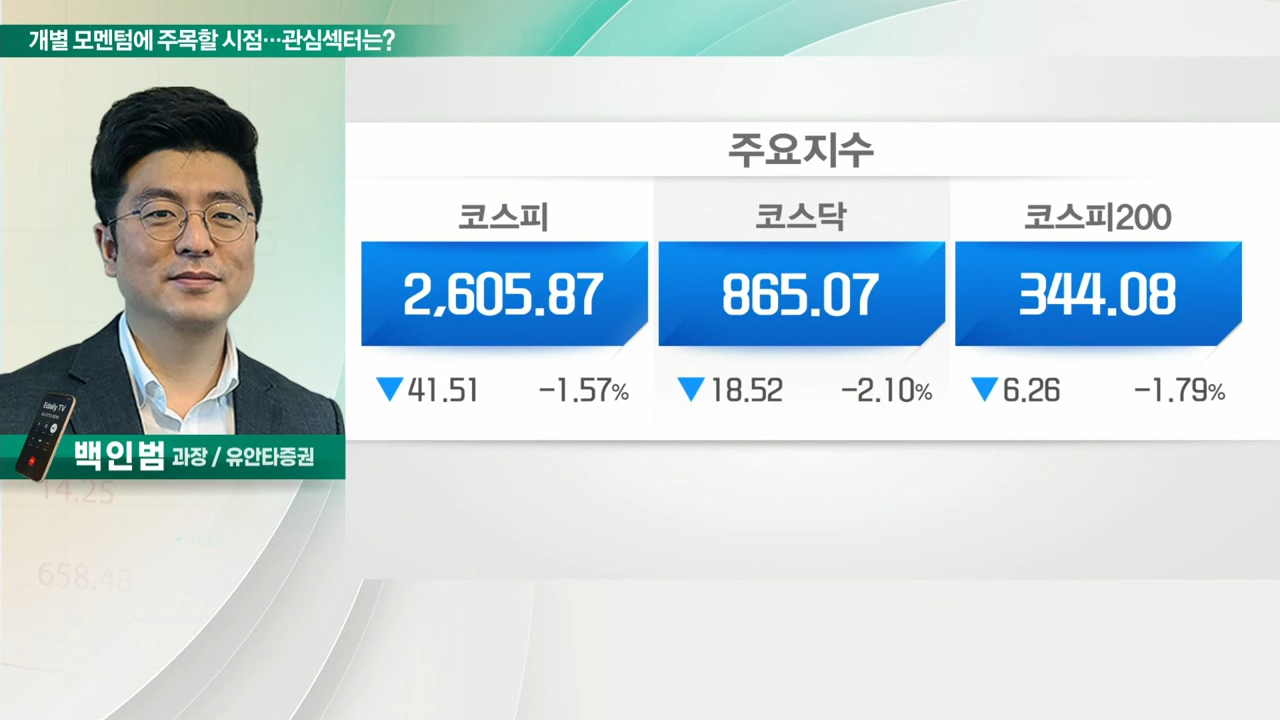 개별 모멘텀에 주목할 시점…관심섹터는?
주요지수
코스피
2,605.87
▼41.51 -1.57%
코스닥
865.07
▼18.52 -2.10%
코스피200
344.08
▼6.26 -1.79%
Edaily TV
백인범 과장 / 유안타증권
14.25
658.48